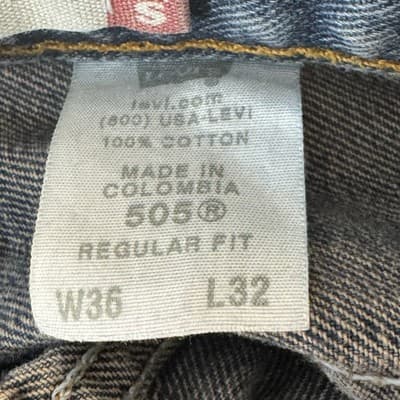 S
levi.com
(800) USA-LEVI
100% COTTON
MADE IN
COLOMBIA
505®
REGULAR FIT
W36 L32